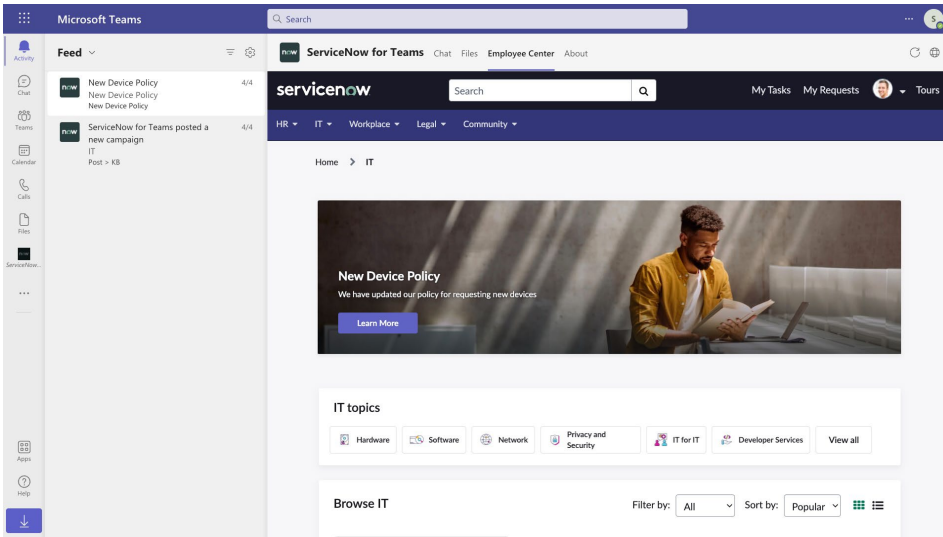 Microsoft Teams
Search
S
Activity
Chat
Teams
Calendar
Calls
Files
ServiceNow...
Apps
Help
Feed
now
New Device Policy
4/4
New Device Policy
New Device Policy
now
ServiceNow for Teams posted a
4/4
new campaign
IT
Post > KB
now
ServiceNow for Teams
Chat
Files
Employee Center
About
servicenow
Search
My Tasks
My Requests
Tours
HR
IT
Workplace
Legal
Community
Home > IT
New Device Policy
We have updated our policy for requesting new devices
Learn More
IT topics
Hardware
Software
Network
Privacy and
Security
IT for IT
Developer Services
View all
Browse IT
Filter by:
All
Sort by:
Popular